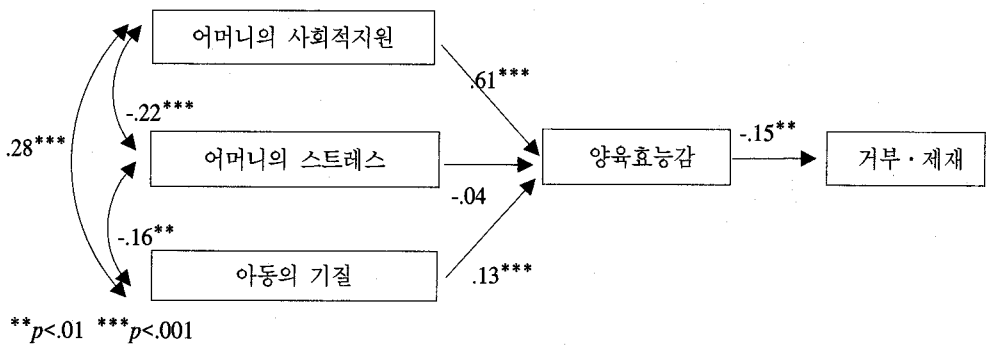 어머니의 사회적지원
.61***
-.22***
-.15**
.28***
어머니의 스트레스
양육효능감
거부·제재
-.04
-.16**
아동의 기질
.13***
**p<.01 ***p<.001